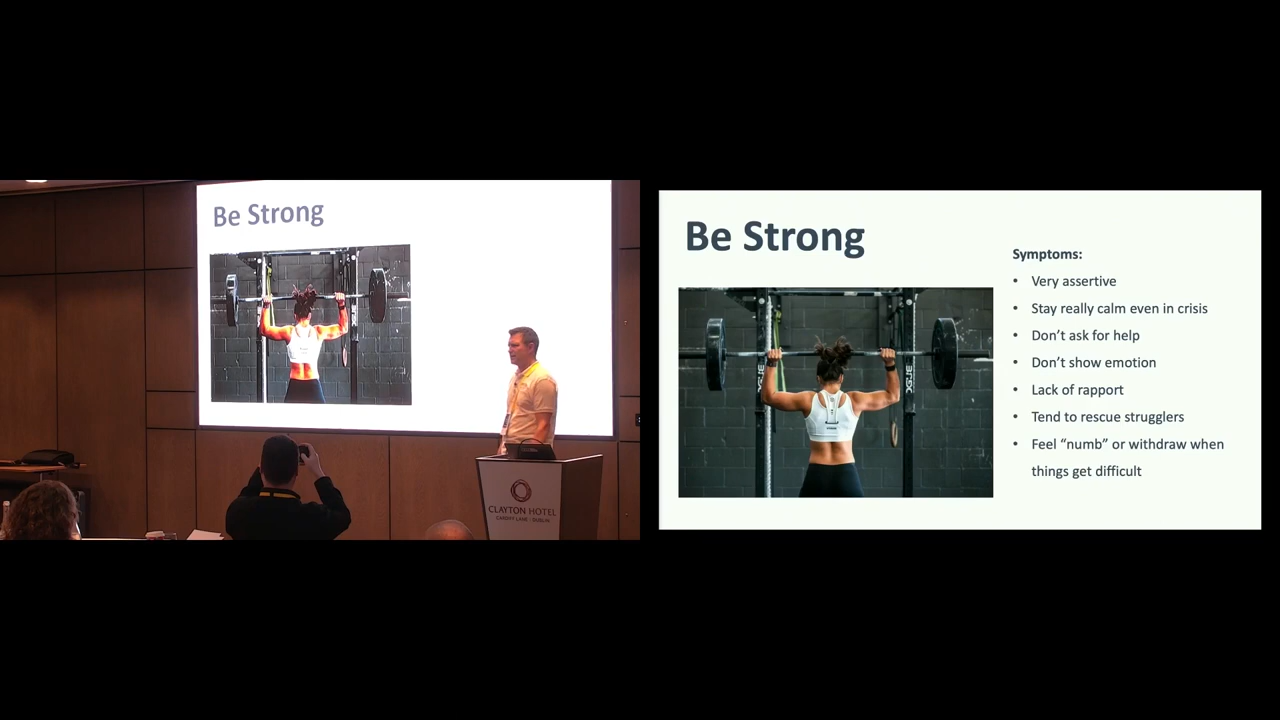 Be Strong
CLAYTON HOTEL
CARDIFF LANE | DUBLIN
Be Strong
Symptoms:
• Very assertive
• Stay really calm even in crisis
• Don’t ask for help
• Don’t show emotion
• Lack of rapport
• Tend to rescue strugglers
• Feel “numb” or withdraw when
things get difficult